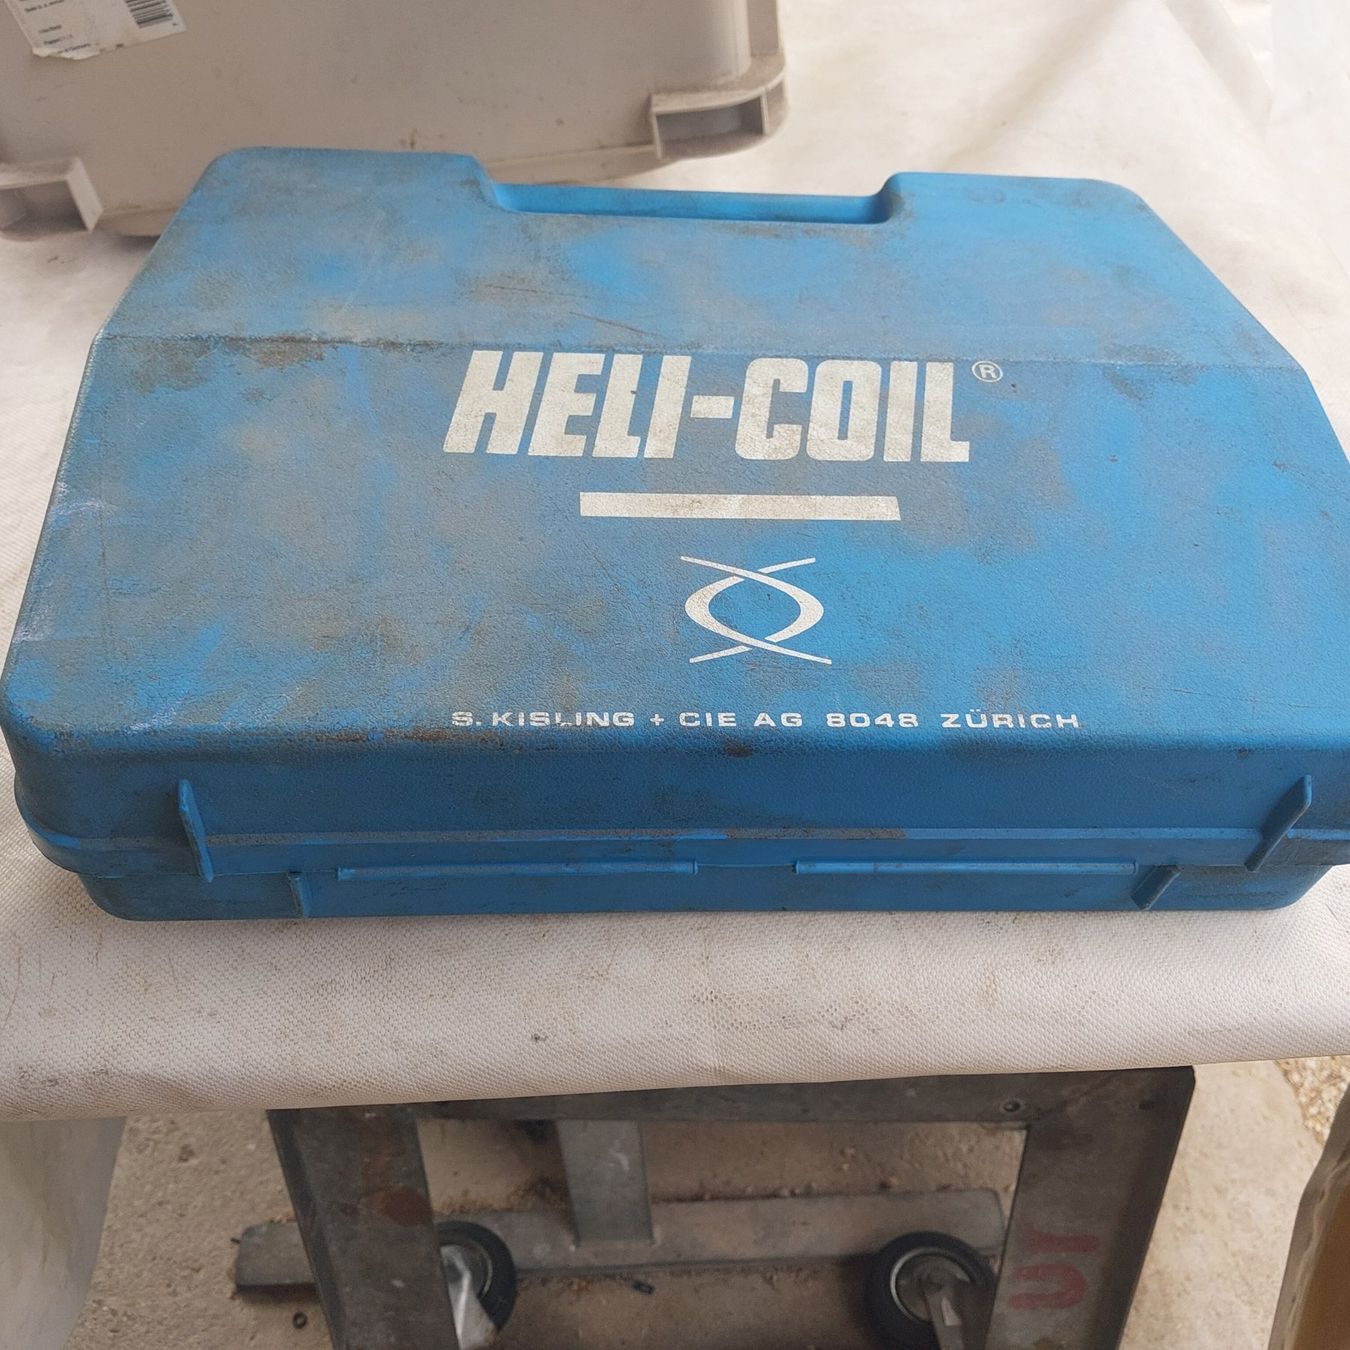 HELI-COIL®
S. KISLING + CIE AG 8048 ZÜRICH